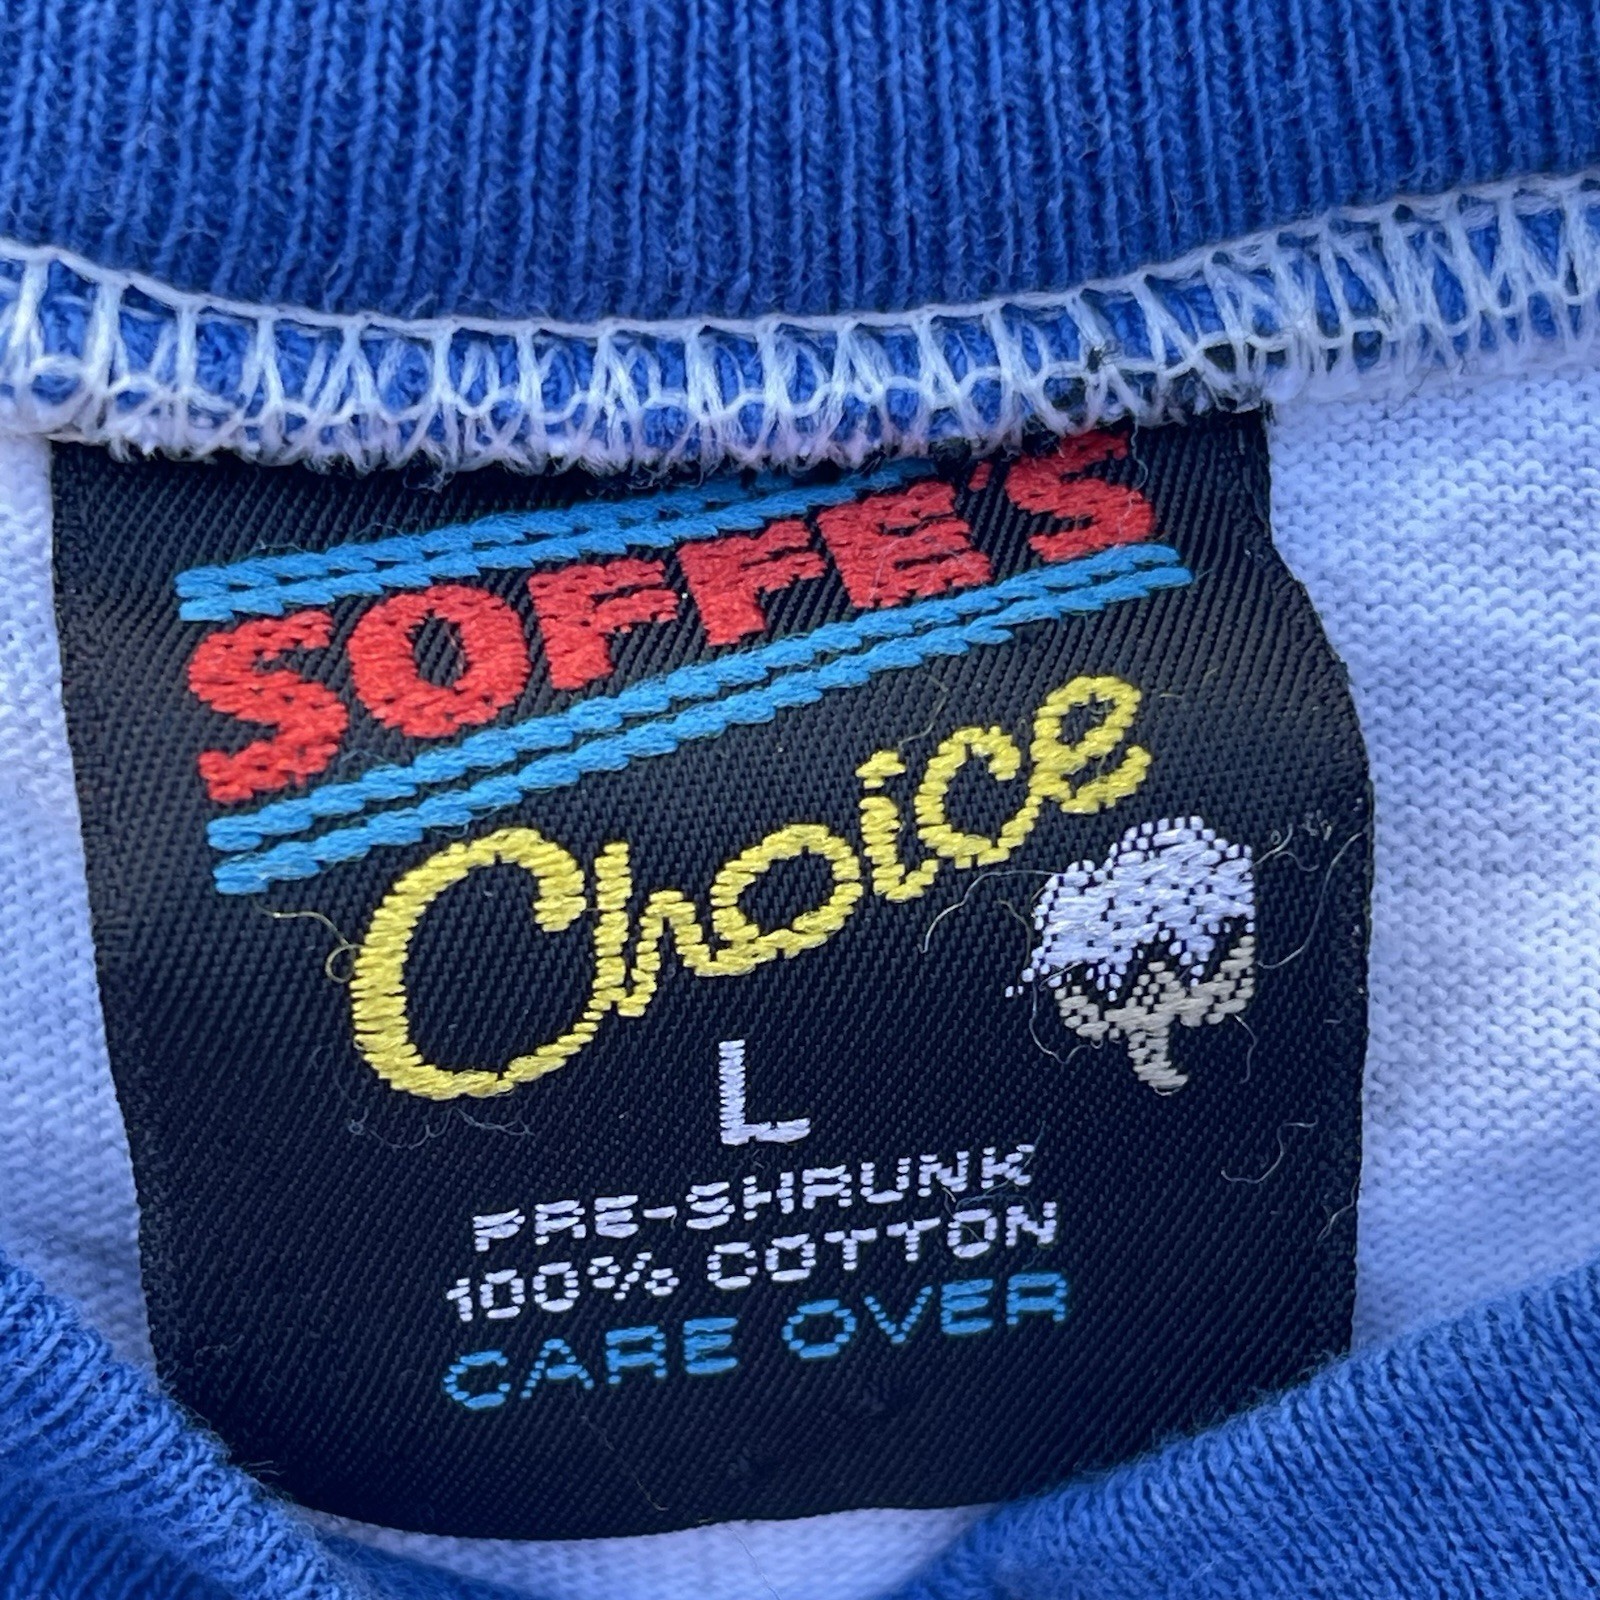 SOFFE'S
Choice
L
PRE-SHRUNK
100% COTTON
CARE OVER